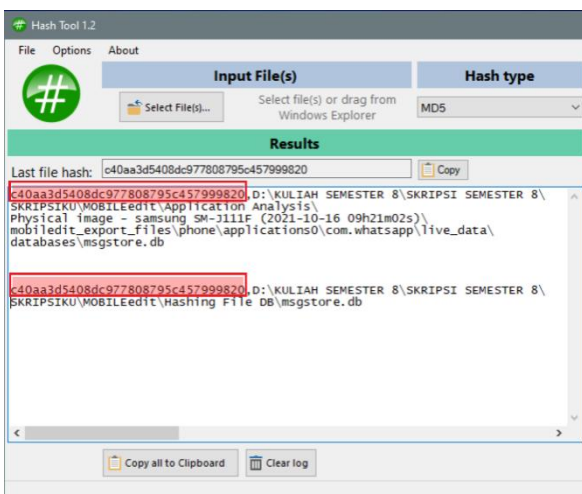 Hash Tool 1.2
File Options About
Input File(s)
Hash type
Select File(s)...
Select file(s) or drag from
Windows Explorer
MD5
Results
Last file hash: c40aa3d5408dc977808795c457999820 Copy
c40aa3d5408dc977808795c457999820,D:\KULIAH SEMESTER 8\SKRIPSI SEMESTER 8\
SKRIPSIKU\MOBILEedit\Application Analysis\
Physical image - samsung SM-J111F (2021-10-16 09h21m02s)\
mobiledit_export_files\phone\applications0\com.whatsapp\live_data\
databases\msgstore.db
c40aa3d5408dc977808795c457999820,D:\KULIAH SEMESTER 8\SKRIPSI SEMESTER 8\
SKRIPSIKU\MOBILEedit\Hashing File DB\msgstore.db
Copy all to Clipboard Clear log